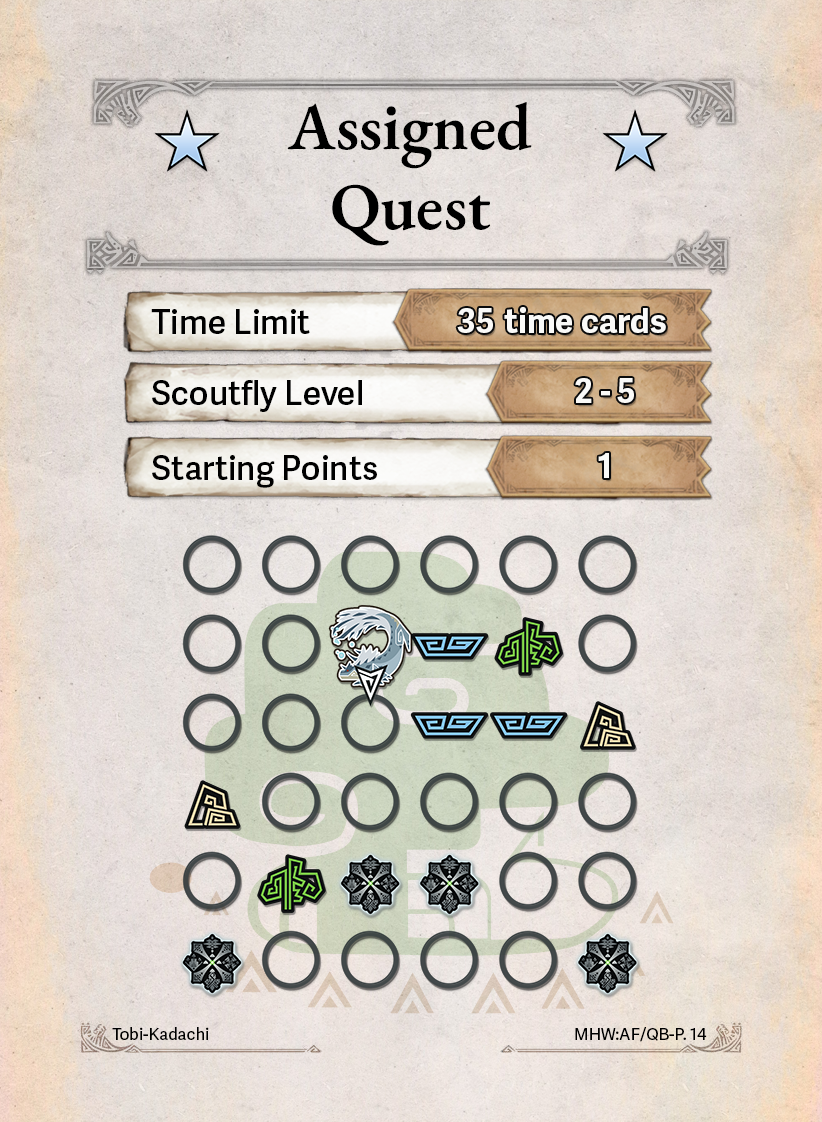 Assigned
Quest
Time Limit
35 time cards
Scoutfly Level
2 - 5
Starting Points
1
Tobi-Kadachi
MHW:AF/QB-P. 14